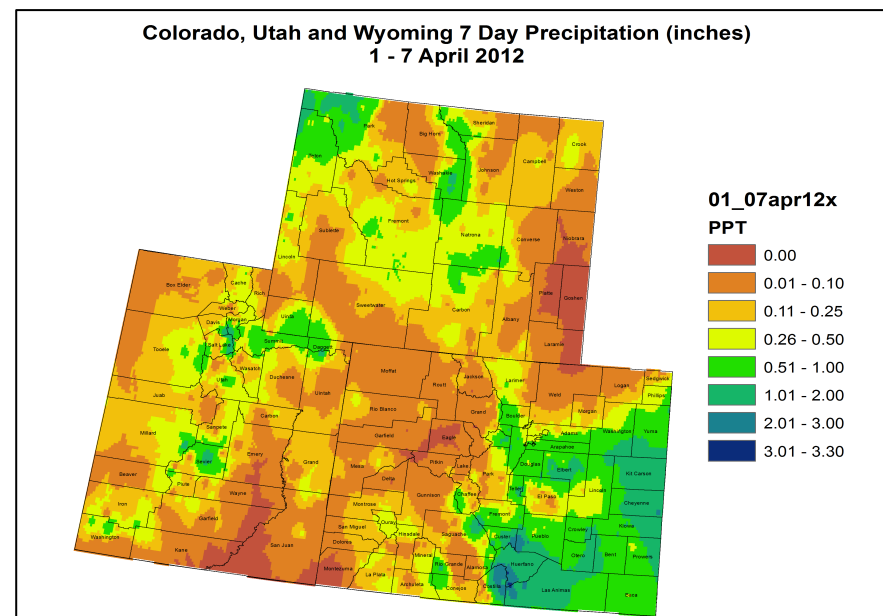 Colorado, Utah and Wyoming 7 Day Precipitation (inches)
1 - 7 April 2012
Park
Sheridan
Big Horn
Crook
Campbell
Teton
Washakie
Johnson
Hot Springs
Weston
Fremont
Natrona
Converse
Niobrara
Sublette
Lincoln
Platte
Goshen
Sweetwater
Carbon
Albany
Laramie
Uinta
Box Elder
Cache
Rich
Weber
Morgan
Davis
Salt Lake
Summit
Daggett
Tooele
Wasatch
Utah
Duchesne
Uintah
Juab
Carbon
Sanpete
Millard
Emery
Grand
Sevier
Beaver
Piute
Wayne
Iron
Garfield
Washington
Kane
San Juan
Moffat
Routt
Jackson
Larimer
Weld
Logan
Sedgwick
Phillips
Morgan
Grand
Boulder
Rio Blanco
Adams
Washington
Yuma
Garfield
Eagle
Arapahoe
Douglas
Elbert
Kit Carson
Mesa
Pitkin
Lake
Park
Delta
Teller
El Paso
Lincoln
Gunnison
Chaffee
Cheyenne
Montrose
Fremont
Ouray
San Miguel
Saguache
Custer
Pueblo
Crowley
Kiowa
Hinsdale
Dolores
Otero
Bent
Prowers
Mineral
Rio Grande
Alamosa
Huerfano
Montezuma
La Plata
Archuleta
Conejos
Costilla
Las Animas
Baca
01_07apr12x
PPT
0.00
0.01 - 0.10
0.11 - 0.25
0.26 - 0.50
0.51 - 1.00
1.01 - 2.00
2.01 - 3.00
3.01 - 3.30